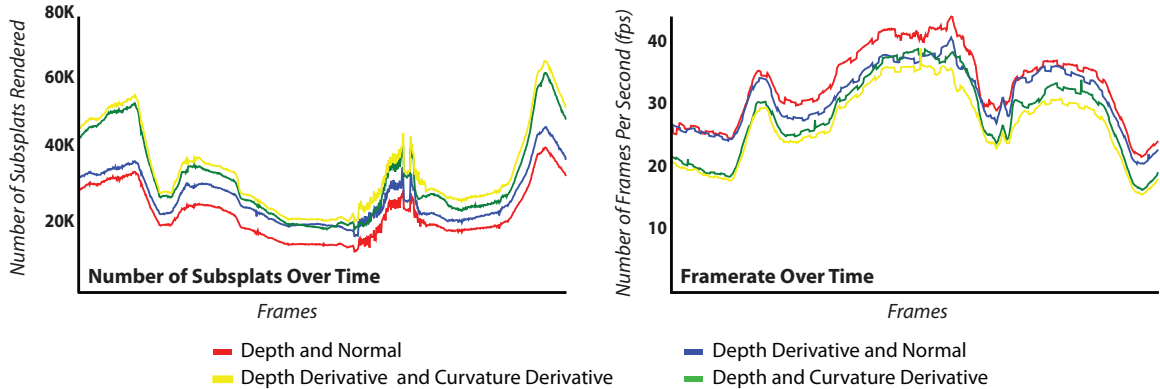 Number of Subsplats Rendered
80K
60K
40K
20K
Number of Subsplats Over Time
Frames
Number of Frames Per Second (fps)
40
30
20
10
Framerate Over Time
Frames
Depth and Normal
Depth Derivative and Normal
Depth Derivative and Curvature Derivative
Depth and Curvature Derivative